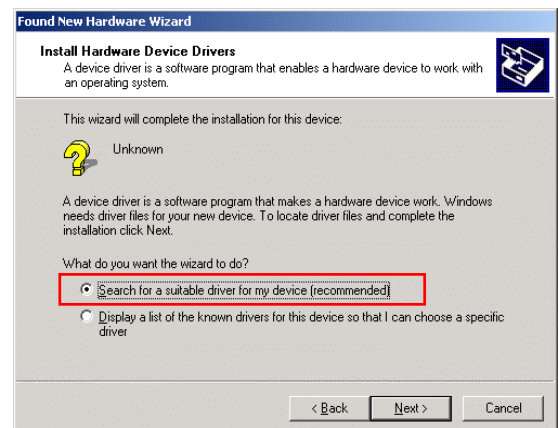 Found New Hardware Wizard
Install Hardware Device Drivers
A device driver is a software program that enables a hardware device to work with
an operating system.
This wizard will complete the installation for this device:
Unknown
A device driver is a software program that makes a hardware device work. Windows
needs driver files for your new device. To locate driver files and complete the
installation click Next.
What do you want the wizard to do?
Search for a suitable driver for my device (recommended)
Display a list of the known drivers for this device so that I can choose a specific
driver
< Back Next > Cancel